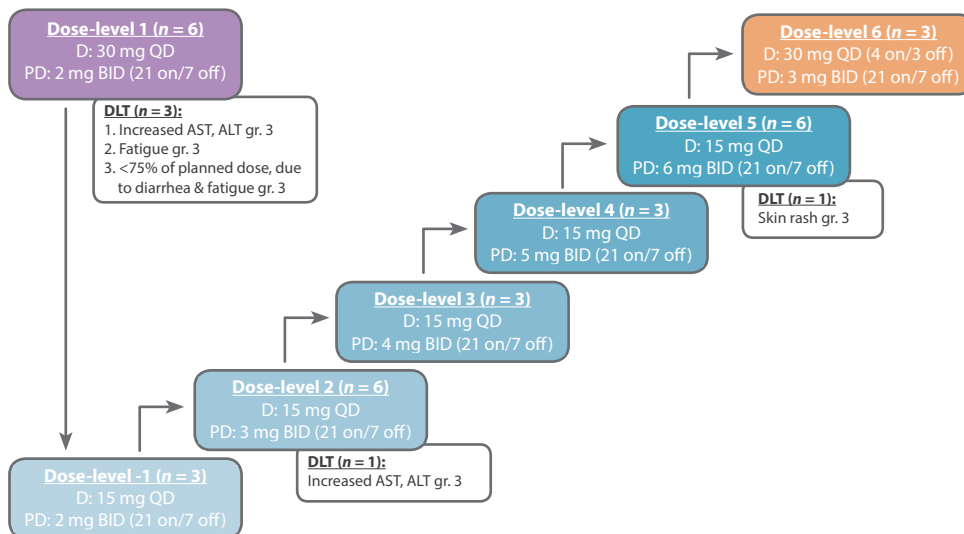 Dose-level 1 (n = 6)
D: 30 mg QD
PD: 2 mg BID (21 on/7 off)
DLT (n = 3):
1. Increased AST, ALT gr. 3
2. Fatigue gr. 3
3. <75% of planned dose, due
to diarrhea & fatigue gr. 3
Dose-level -1 (n = 3)
D: 15 mg QD
PD: 2 mg BID (21 on/7 off)
Dose-level 2 (n = 6)
D: 15 mg QD
PD: 3 mg BID (21 on/7 off)
DLT (n = 1):
Increased AST, ALT gr. 3
Dose-level 3 (n = 3)
D: 15 mg QD
PD: 4 mg BID (21 on/7 off)
Dose-level 4 (n = 3)
D: 15 mg QD
PD: 5 mg BID (21 on/7 off)
Dose-level 5 (n = 6)
D: 15 mg QD
PD: 6 mg BID (21 on/7 off)
DLT (n = 1):
Skin rash gr. 3
Dose-level 6 (n = 3)
D: 30 mg QD (4 on/3 off)
PD: 3 mg BID (21 on/7 off)